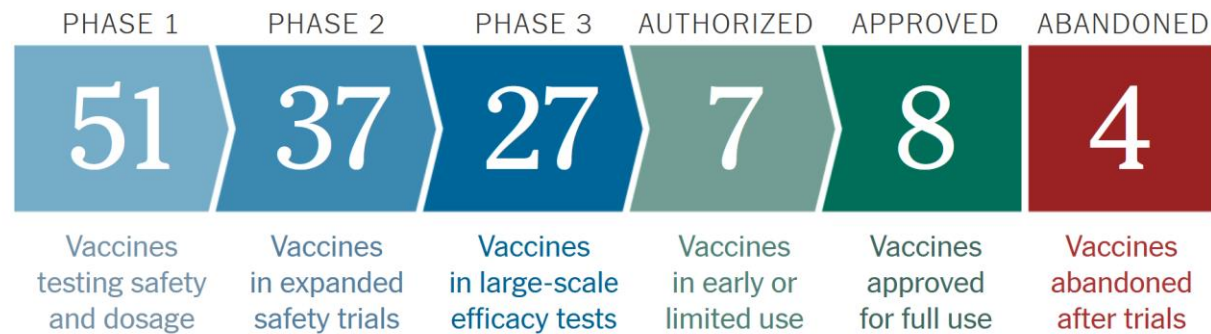 PHASE 1 PHASE 2 PHASE 3 AUTHORIZED APPROVED ABANDONED
51 37 27 7 8 4
Vaccines testing safety and dosage
Vaccines in expanded safety trials
Vaccines in large-scale efficacy tests
Vaccines in early or limited use
Vaccines approved for full use
Vaccines abandoned after trials